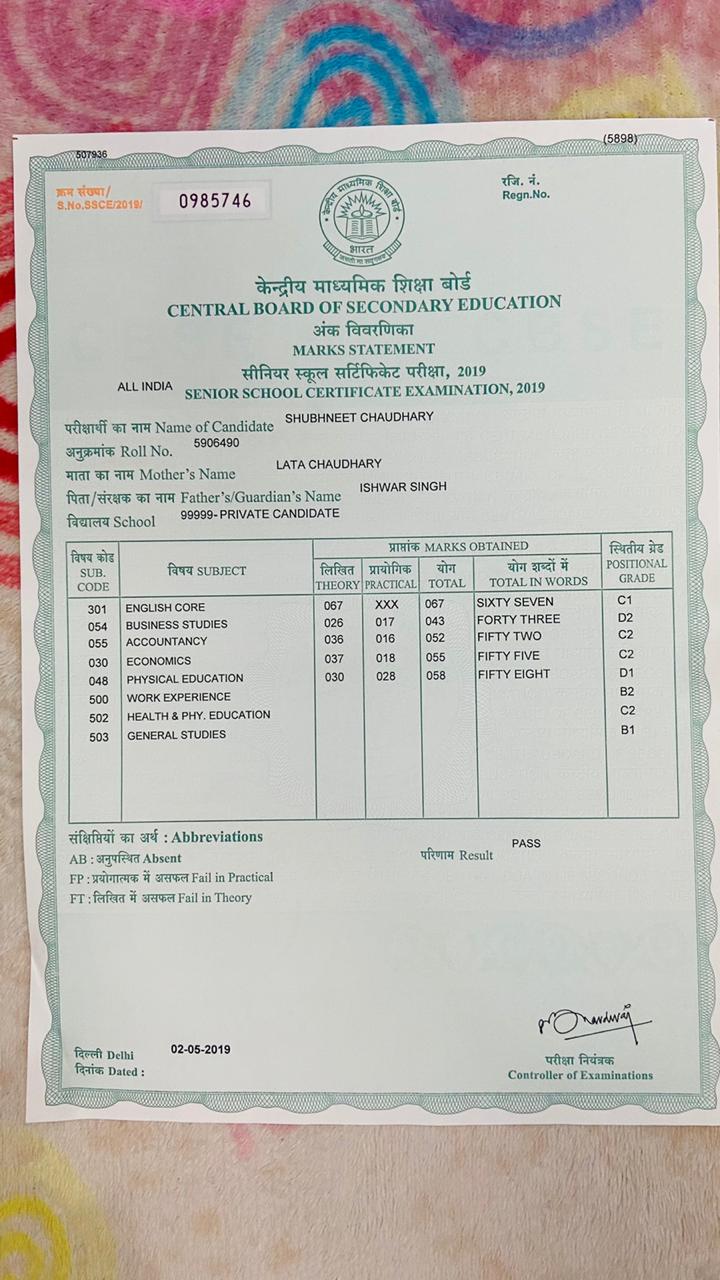 507936
(5898)
क्रम संख्या/
S.No.SSCE/2019/ 0985746
रजि. नं.
Regn.No.
केन्द्रीय माध्यमिक शिक्षा बोर्ड
भारत
केन्द्रीय माध्यमिक शिक्षा बोर्ड
CENTRAL BOARD OF SECONDARY EDUCATION
अंक विवरणिका
MARKS STATEMENT
सीनियर स्कूल सर्टिफिकेट परीक्षा, 2019
ALL INDIA SENIOR SCHOOL CERTIFICATE EXAMINATION, 2019
परीक्षार्थी का नाम Name of Candidate SHUBHNEET CHAUDHARY
अनुक्रमांक Roll No. 5906490
माता का नाम Mother's Name LATA CHAUDHARY
पिता/संरक्षक का नाम Father's/Guardian's Name ISHWAR SINGH
विद्यालय School 99999-PRIVATE CANDIDATE
विषय कोड
SUB.
CODE
विषय SUBJECT
प्राप्तांक MARKS OBTAINED
लिखित
THEORY
प्रायोगिक
PRACTICAL
योग
TOTAL
योग शब्दों में
TOTAL IN WORDS
स्थितीय ग्रेड
POSITIONAL
GRADE
301 ENGLISH CORE 067 XXX 067 SIXTY SEVEN C1
054 BUSINESS STUDIES 026 017 043 FORTY THREE D2
055 ACCOUNTANCY 036 016 052 FIFTY TWO C2
030 ECONOMICS 037 018 055 FIFTY FIVE C2
048 PHYSICAL EDUCATION 030 028 058 FIFTY EIGHT D1
500 WORK EXPERIENCE B2
502 HEALTH & PHY. EDUCATION C2
503 GENERAL STUDIES B1
संक्षिप्तियों का अर्थ : Abbreviations
AB : अनुपस्थित Absent
FP : प्रयोगात्मक में असफल Fail in Practical
FT : लिखित में असफल Fail in Theory
परिणाम Result PASS
दिल्ली Delhi
दिनांक Dated : 02-05-2019
परीक्षा नियंत्रक
Controller of Examinations